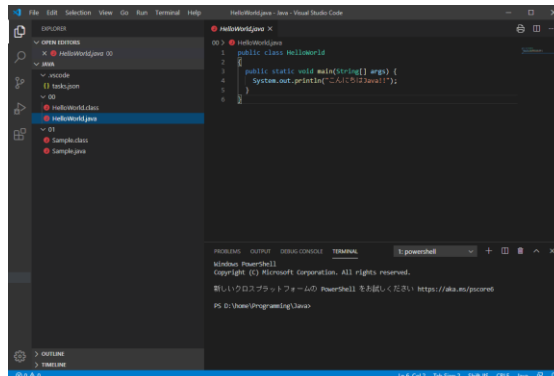 File Edit Selection View Go Run Terminal Help
HelloWorld.java - Java - Visual Studio Code
EXPLORER
OPEN EDITORS
HelloWorld.java 00
JAVA
.vscode
tasks.json
00
HelloWorld.class
HelloWorld.java
01
Sample.class
Sample.java
OUTLINE
TIMELINE
HelloWorld.java
00 > HelloWorld.java
1 public class HelloWorld
2 {
3 public static void main(String[] args) {
4 System.out.println("こんにちはJava!!");
5 }
6 }
PROBLEMS OUTPUT DEBUG CONSOLE TERMINAL 1: powershell
Windows PowerShell
Copyright (C) Microsoft Corporation. All rights reserved.
新しいクロスプラットフォームの PowerShell をお試しください https://aka.ms/pscore6
PS D:\home\Programming\Java>